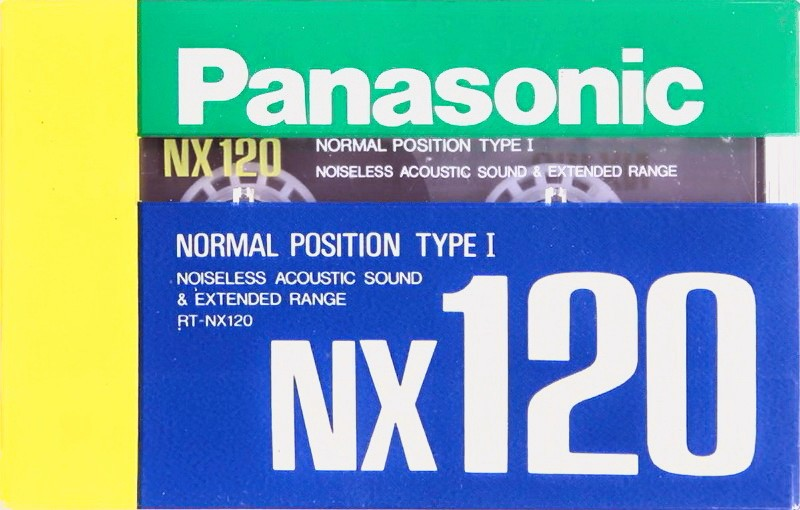 Panasonic
NX 120
NORMAL POSITION TYPE I
NOISELESS ACOUSTIC SOUND & EXTENDED RANGE
NORMAL POSITION TYPE I
NOISELESS ACOUSTIC SOUND
& EXTENDED RANGE
RT-NX120
NX120